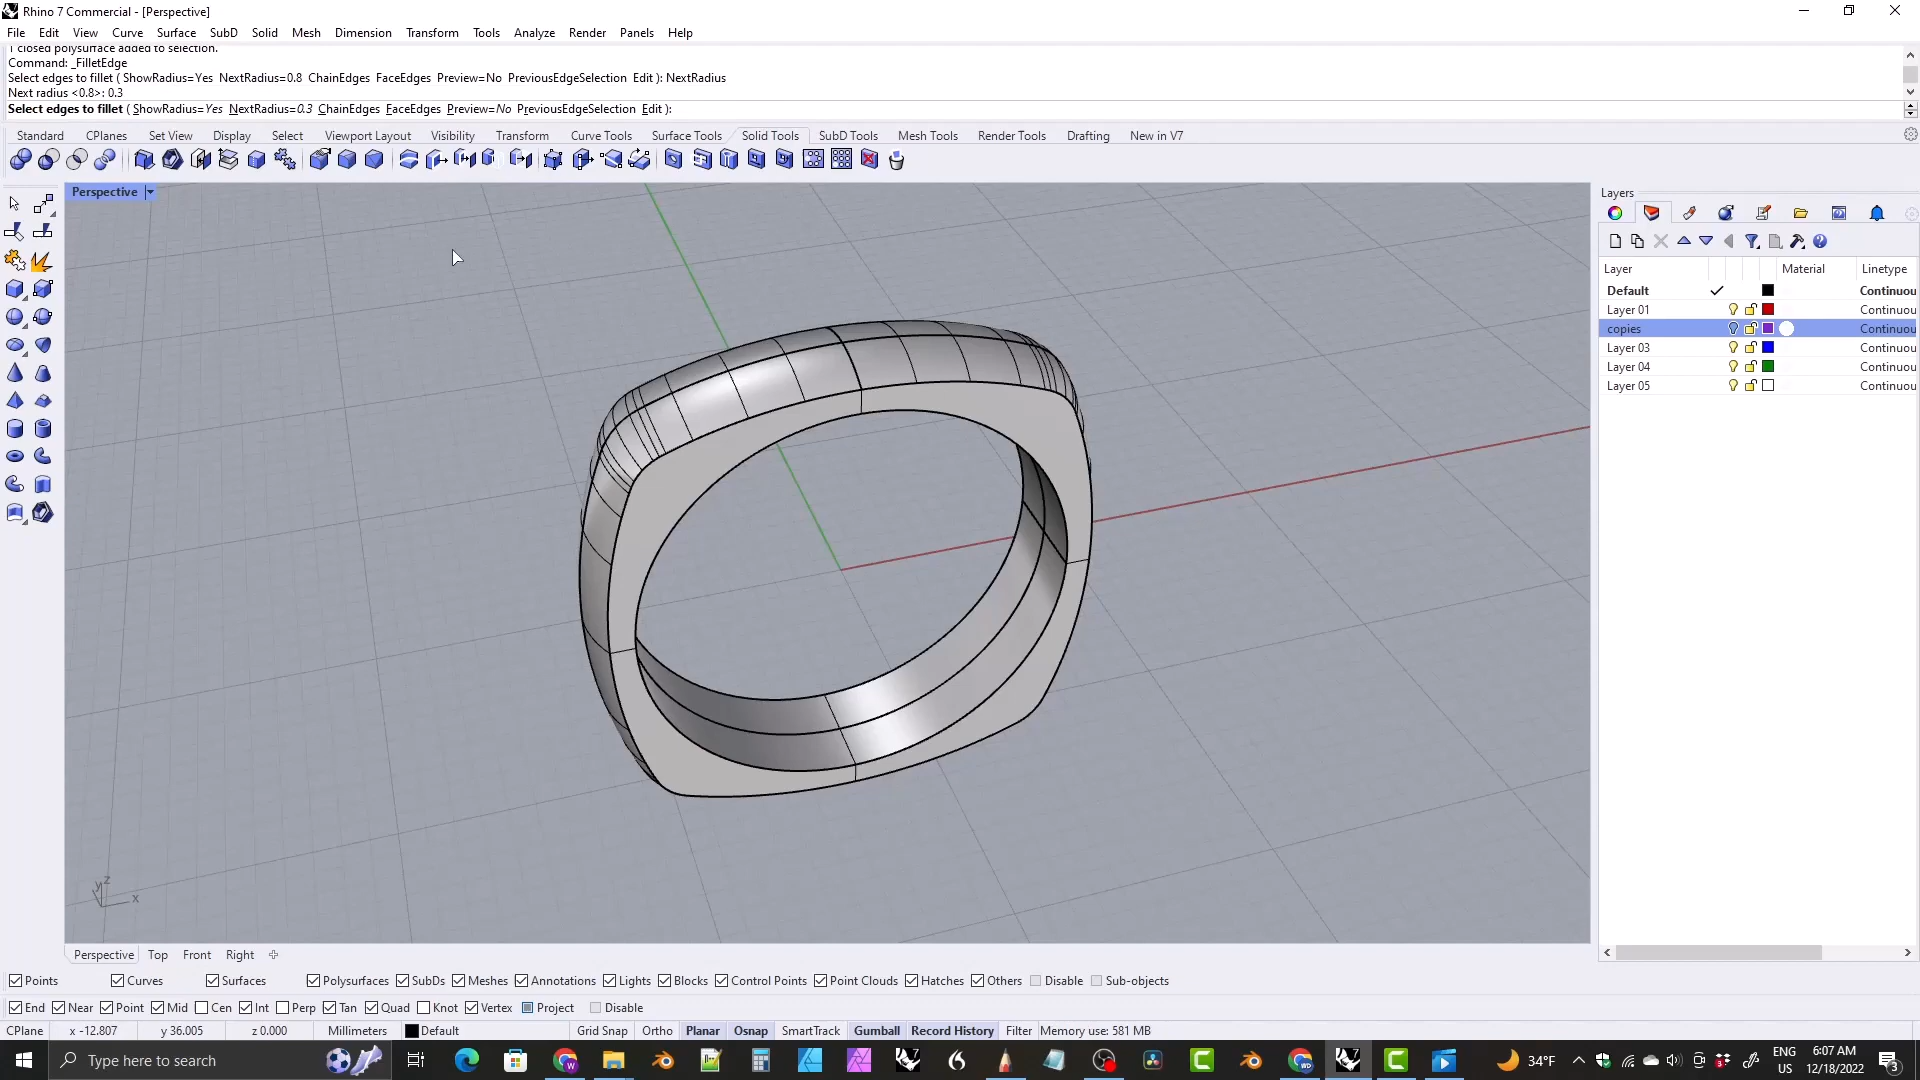 Rhino 7 Commercial - [Perspective]
File Edit View Curve Surface SubD Solid Mesh Dimension Transform Tools Analyze Render Panels Help
1 closed polysurface added to selection.
Command: _FilletEdge
Select edges to fillet ( ShowRadius=Yes NextRadius=0.8 ChainEdges FaceEdges Preview=No PreviousEdgeSelection Edit ): NextRadius
Next radius <0.8>: 0.3
Select edges to fillet ( ShowRadius=Yes NextRadius=0.3 ChainEdges FaceEdges Preview=No PreviousEdgeSelection Edit ):
Standard CPlanes Set View Display Select Viewport Layout Visibility Transform Curve Tools Surface Tools Solid Tools SubD Tools Mesh Tools Render Tools Drafting New in V7
Perspective
Layers
Layer Material Linetype
Default Continuou
Layer 01 Continuou
copies Continuou
Layer 03 Continuou
Layer 04 Continuou
Layer 05 Continuou
y z x
Perspective Top Front Right
Points Curves Surfaces Polysurfaces SubDs Meshes Annotations Lights Blocks Control Points Point Clouds Hatches Others Disable Sub-objects
End Near Point Mid Cen Int Perp Tan Quad Knot Vertex Project Disable
CPlane x -12.807 y 36.005 z 0.000 Millimeters Default Grid Snap Ortho Planar Osnap SmartTrack Gumball Record History Filter Memory use: 581 MB
Type here to search 34°F ENG 6:07 AM
US 12/18/2022 3